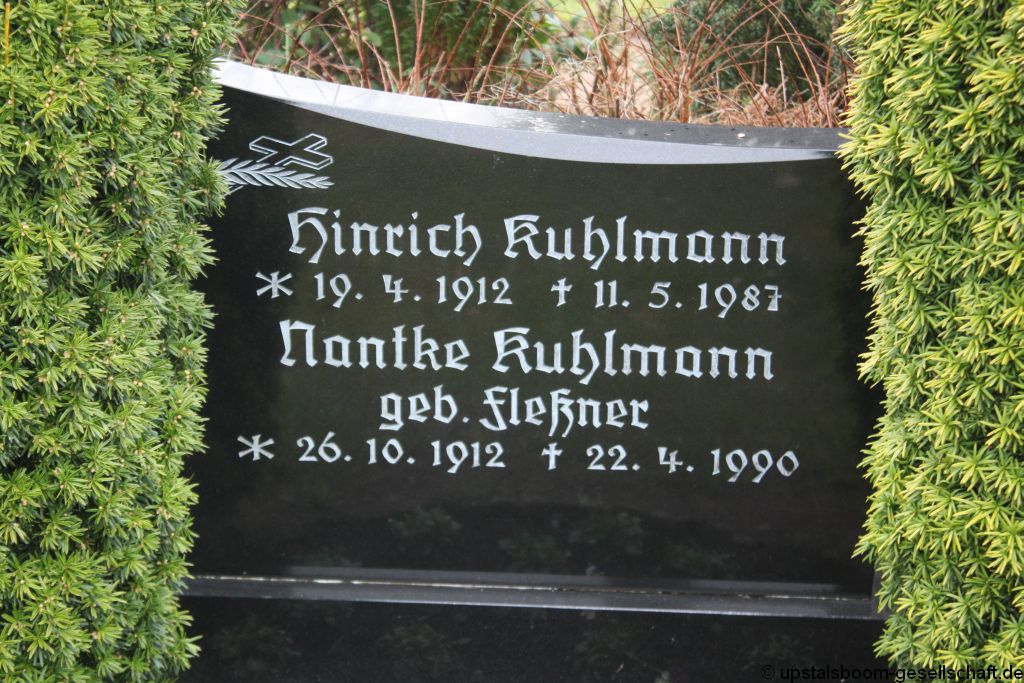 Hinrich Kuhlmann
* 19. 4. 1912 † 11. 5. 1987
Nantke Kuhlmann
geb. Fleßner
* 26. 10. 1912 † 22. 4. 1990
© upstalsboom-gesellschaft.de